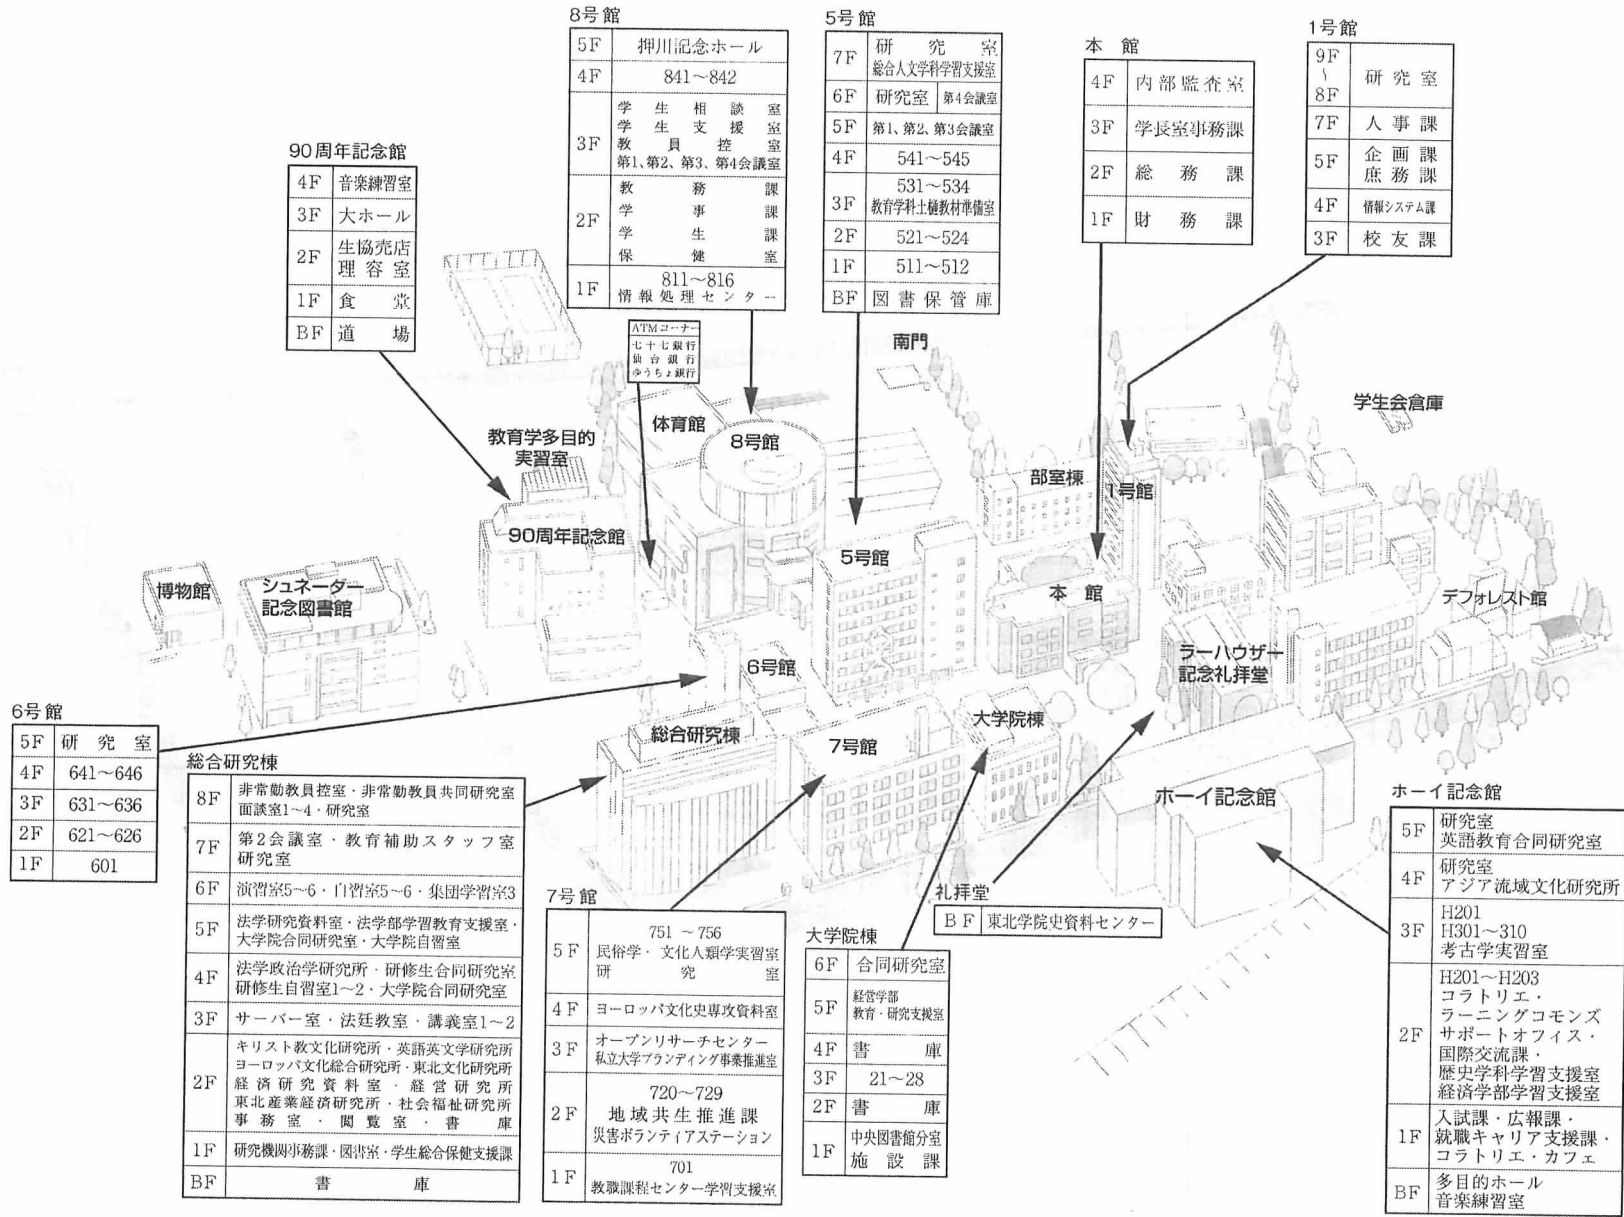 8号館
5F 押川記念ホール
4F 841～842
3F 学生相談室
学生支援室
教員控室
第1、第2、第3、第4会議室
2F 教務課
学事課
学生課
保健室
1F 811～816
情報処理センター
5号館
7F 研究室
総合人文学科学習支援室
6F 研究室 第4会議室
5F 第1、第2、第3会議室
4F 541～545
3F 531～534
教育学科土樋教材準備室
2F 521～524
1F 511～512
BF 図書保管庫
本館
4F 内部監査室
3F 学長室事務課
2F 総務課
1F 財務課
1号館
9F～8F 研究室
7F 人事課
5F 企画課
庶務課
4F 情報システム課
3F 校友課
90周年記念館
4F 音楽練習室
3F 大ホール
2F 生協売店
理容室
1F 食堂
BF 道場
ATMコーナー
七十七銀行
仙台銀行
ゆうちょ銀行
南門
学生会倉庫
体育館
8号館
教育学多目的
実習室
部室棟
1号館
90周年記念館
5号館
本館
博物館
シュネーダー
記念図書館
デフォレスト館
ラーハウザー
記念礼拝堂
6号館
総合研究棟
7号館
大学院棟
ホーイ記念館
6号館
5F 研究室
4F 641～646
3F 631～636
2F 621～626
1F 601
総合研究棟
8F 非常勤教員控室・非常勤教員共同研究室
面談室1～4・研究室
7F 第2会議室・教育補助スタッフ室
研究室
6F 演習室5～6・自習室5～6・集団学習室3
5F 法学研究資料室・法学部学習教育支援室・
大学院合同研究室・大学院自習室
4F 法学政治学研究所・研修生合同研究室
研修生自習室1～2・大学院合同研究室
3F サーバー室・法廷教室・講義室1～2
2F キリスト教文化研究所・英語英文学研究所
ヨーロッパ文化総合研究所・東北文化研究所
経済研究資料室・経営研究所
東北産業経済研究所・社会福祉研究所
事務室・閲覧室・書庫
1F 研究機関事務課・図書室・学生総合保健支援課
BF 書庫
7号館
5F 751～756
民俗学・文化人類学実習室
研究室
4F ヨーロッパ文化史専攻資料室
3F オープンリサーチセンター
私立大学ブランディング事業推進室
2F 720～729
地域共生推進課
災害ボランティアステーション
1F 701
教職課程センター学習支援室
礼拝堂
BF 東北学院史資料センター
大学院棟
6F 合同研究室
5F 経営学部
教育・研究支援室
4F 書庫
3F 21～28
2F 書庫
1F 中央図書館分室
施設課
ホーイ記念館
5F 研究室
英語教育合同研究室
4F 研究室
アジア流域文化研究所
3F H201
H301～310
考古学実習室
2F H201～H203
コラトリエ・
ラーニングコモンズ
サポートオフィス・
国際交流課・
歴史学科学習支援室
経済学部学習支援室
1F 入試課・広報課・
就職キャリア支援課・
コラトリエ・カフェ
BF 多目的ホール
音楽練習室